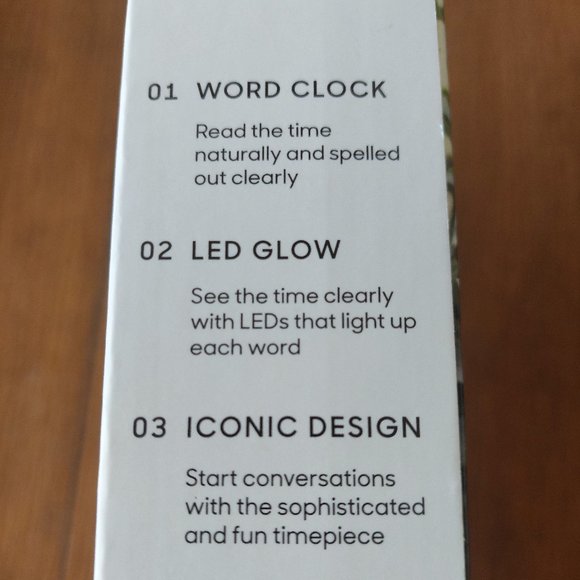 01 WORD CLOCK
Read the time
naturally and spelled
out clearly
02 LED GLOW
See the time clearly
with LEDs that light up
each word
03 ICONIC DESIGN
Start conversations
with the sophisticated
and fun timepiece